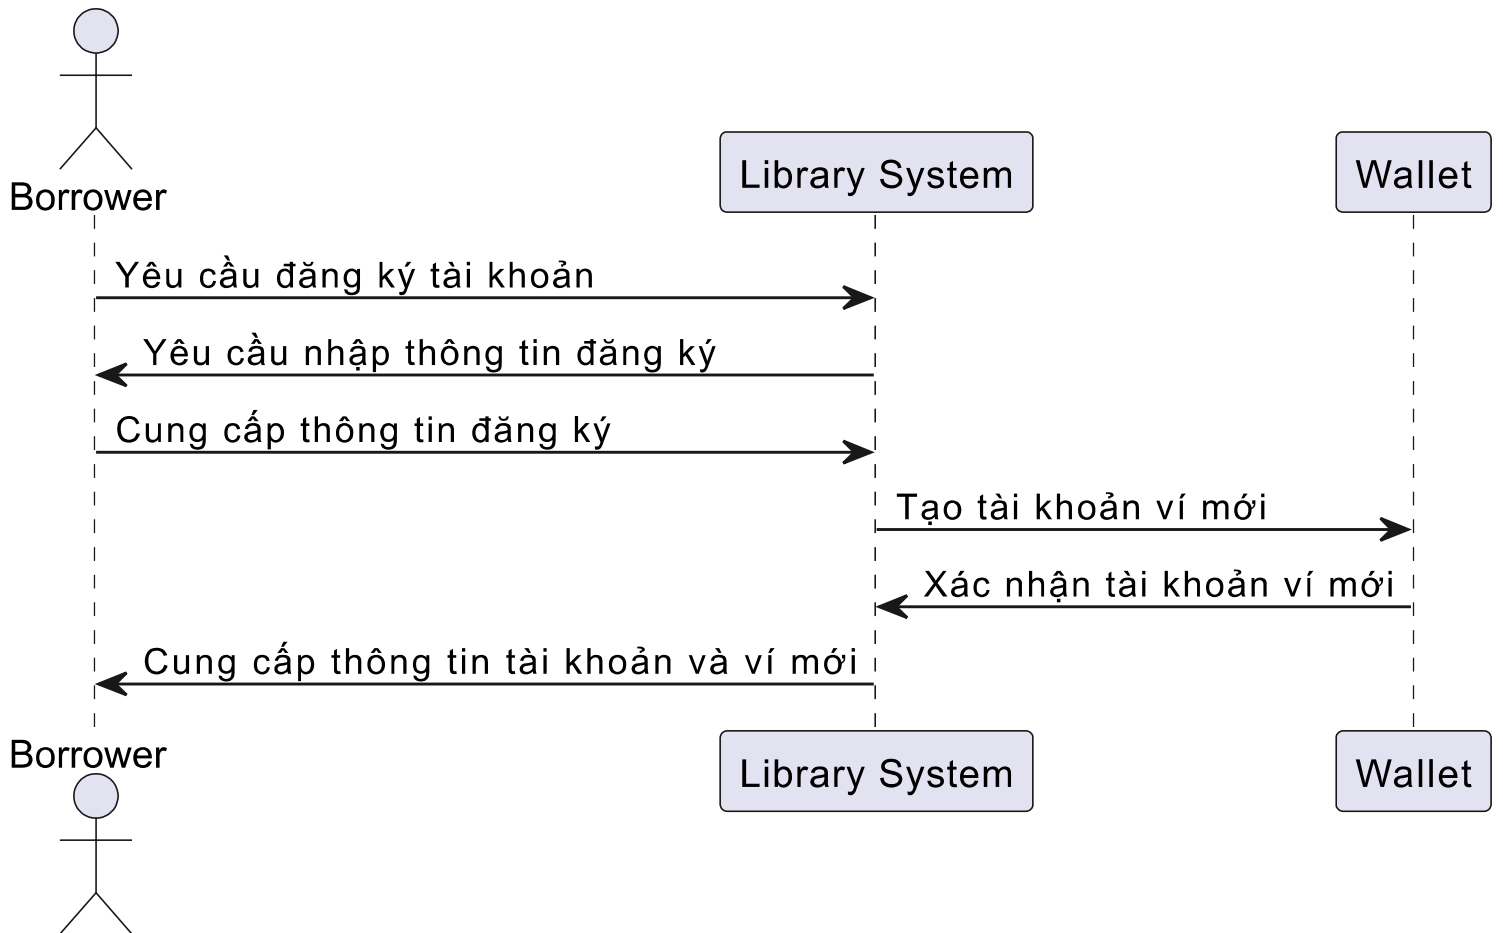 Borrower
Library System
Wallet
Yêu cầu đăng ký tài khoản
Yêu cầu nhập thông tin đăng ký
Cung cấp thông tin đăng ký
Tạo tài khoản ví mới
Xác nhận tài khoản ví mới
Cung cấp thông tin tài khoản và ví mới
Borrower
Library System
Wallet